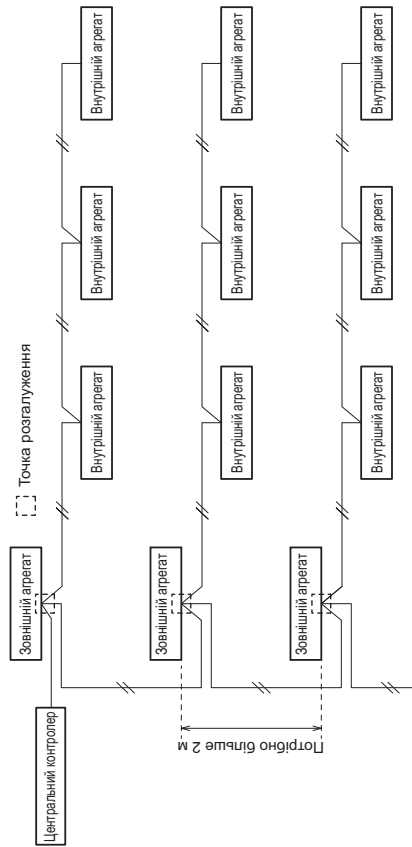 Точка розгалуження
Центральний контролер
Зовнішній агрегат
Внутрішній агрегат
Внутрішній агрегат
Внутрішній агрегат
Зовнішній агрегат
Внутрішній агрегат
Внутрішній агрегат
Внутрішній агрегат
Потрібно більше 2 м
Зовнішній агрегат
Внутрішній агрегат
Внутрішній агрегат
Внутрішній агрегат